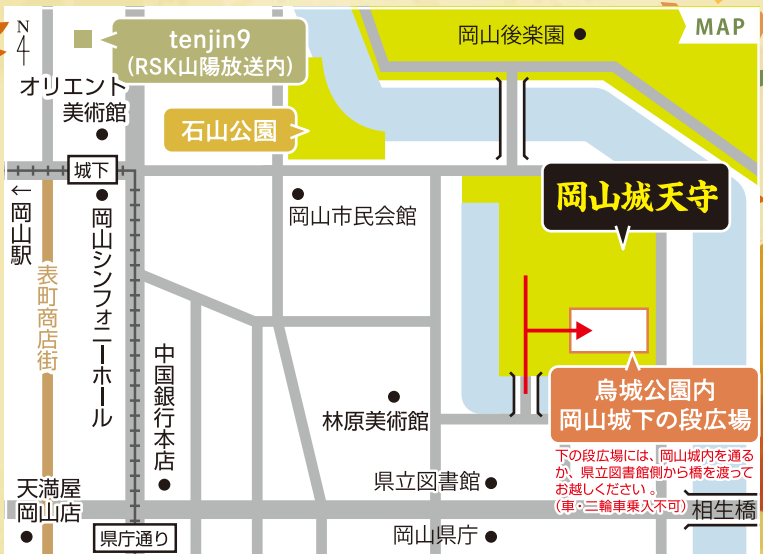 N
4
tenjin9
(RSK山陽放送内)
岡山後楽園
MAP
オリエント
美術館
石山公園
城下
←岡山駅
岡山シンフォニーホール
岡山市民会館
岡山城天守
表町商店街
中国銀行本店
林原美術館
烏城公園内
岡山城下の段広場
下の段広場には、岡山城内を通る
か、県立図書館側から橋を渡って
お越しください。
(車・二輪車乗入不可)
県立図書館
相生橋
天満屋
岡山店
県庁通り
岡山県庁